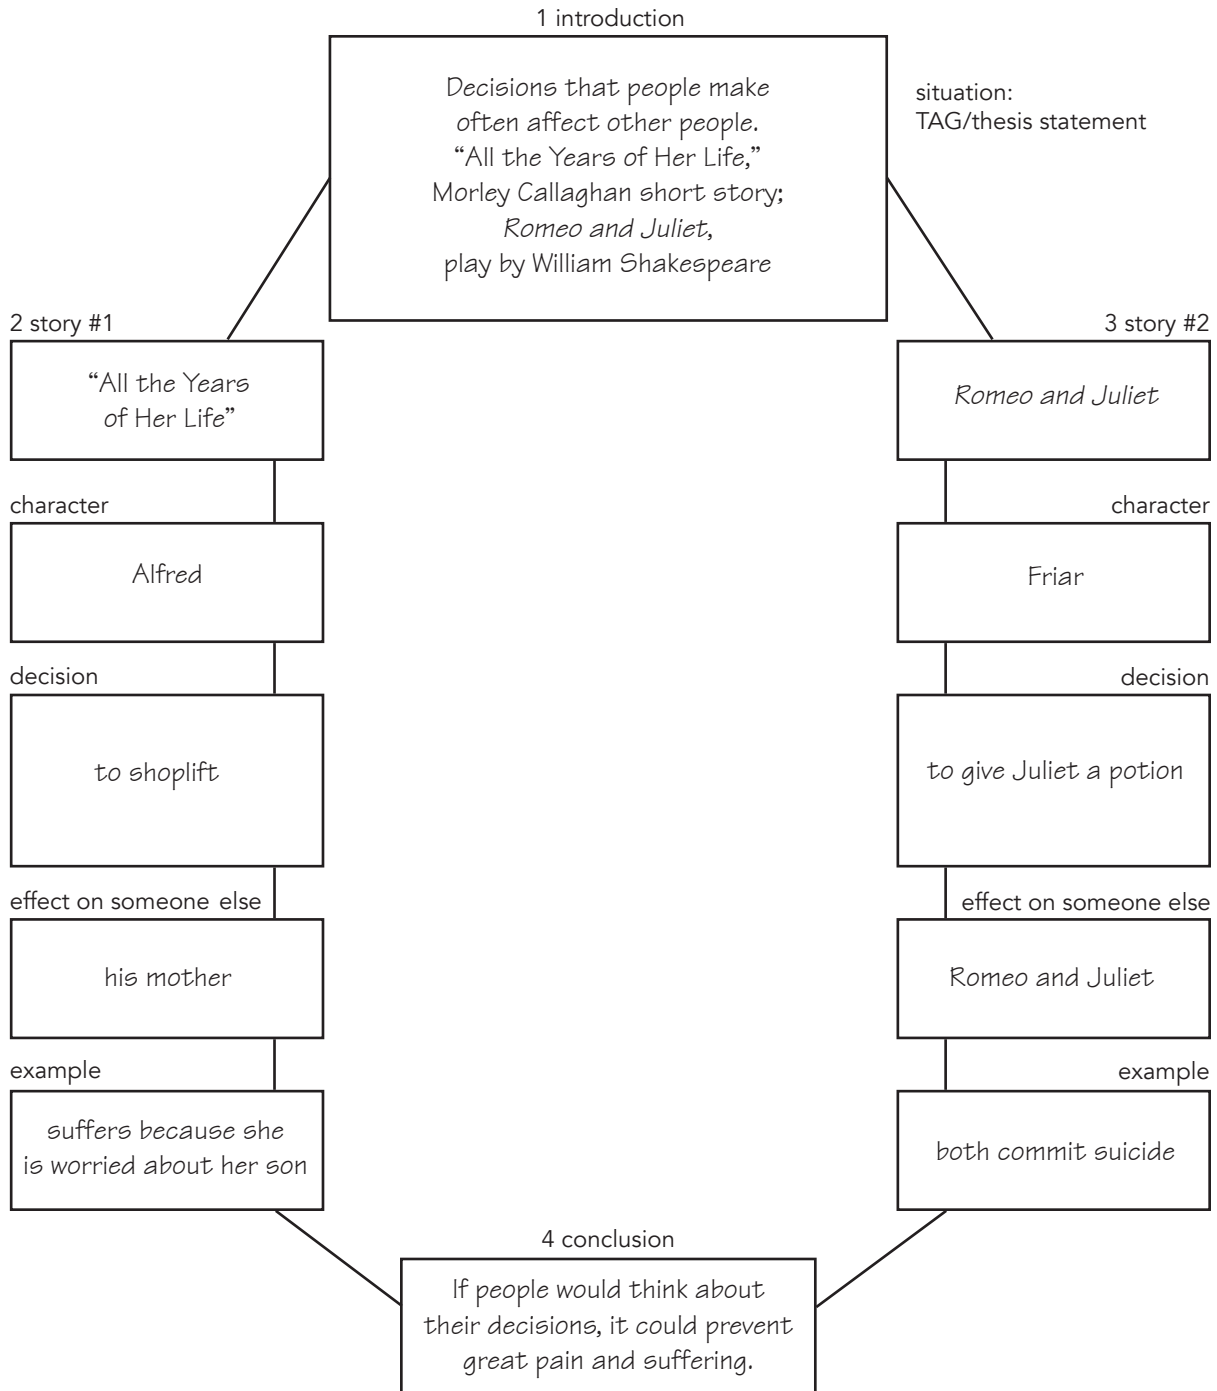 1 introduction
Decisions that people make
often affect other people.
“All the Years of Her Life,”
Morley Callaghan short story;
Romeo and Juliet,
play by William Shakespeare
situation:
TAG/thesis statement
2 story #1
“All the Years
of Her Life”
character
Alfred
decision
to shoplift
effect on someone else
his mother
example
suffers because she
is worried about her son
3 story #2
Romeo and Juliet
character
Friar
decision
to give Juliet a potion
effect on someone else
Romeo and Juliet
example
both commit suicide
4 conclusion
If people would think about
their decisions, it could prevent
great pain and suffering.